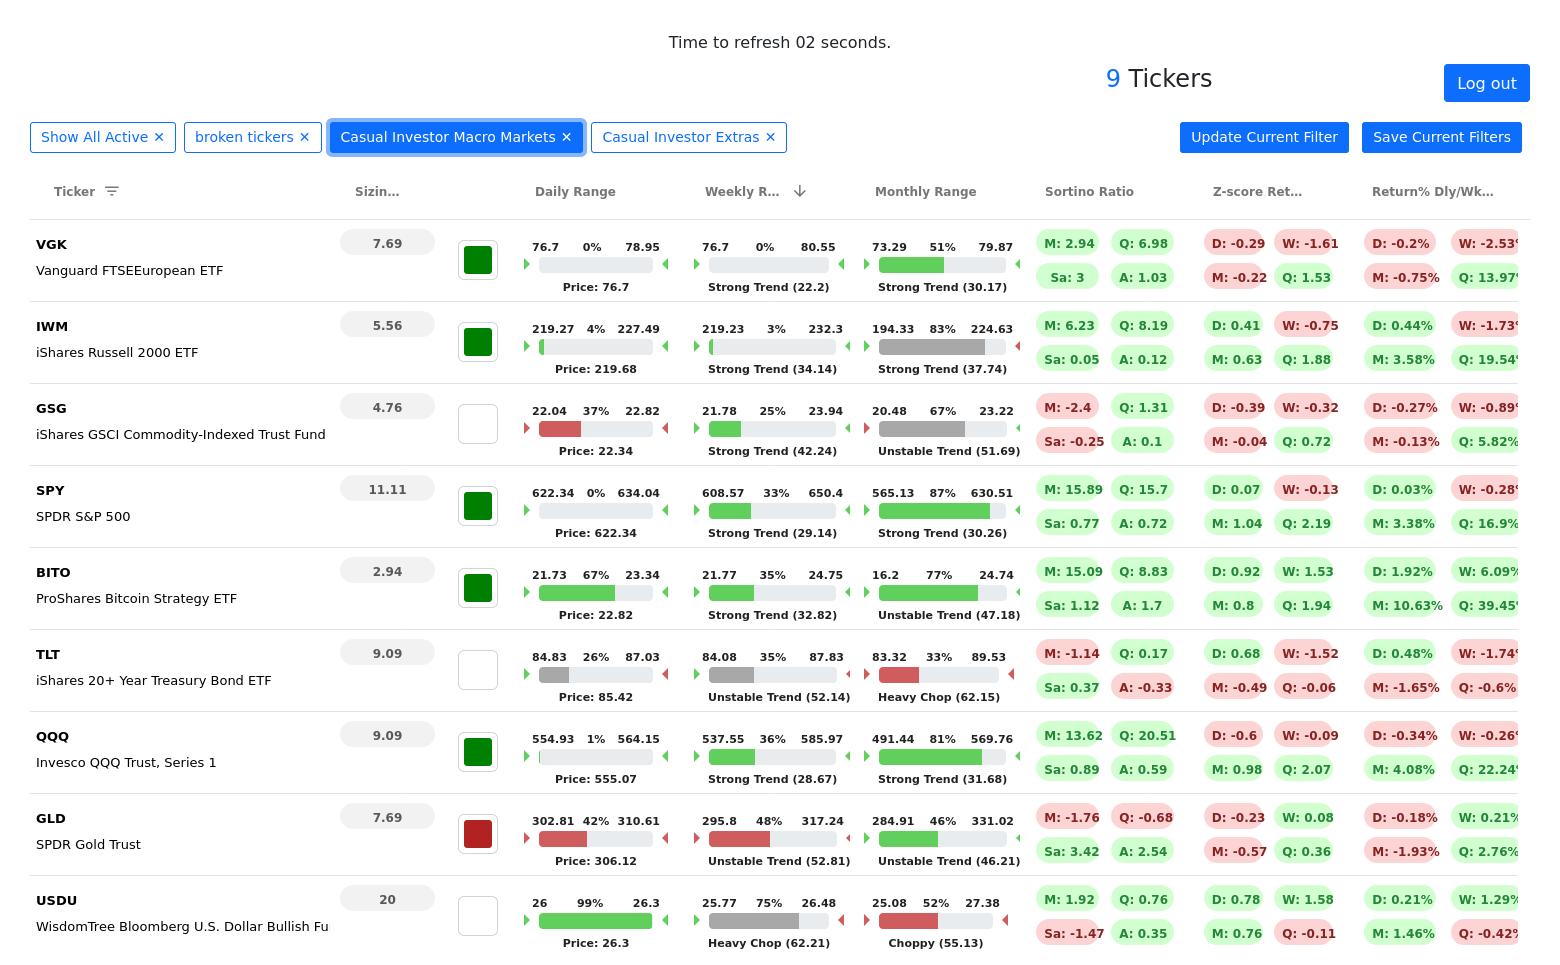 Time to refresh 02 seconds.
9 Tickers
Log out
Show All Active ✕ broken tickers ✕ Casual Investor Macro Markets ✕ Casual Investor Extras ✕ Update Current Filter Save Current Filters
Ticker Sizin... Daily Range Weekly R... Monthly Range Sortino Ratio Z-score Ret... Return% Dly/Wk...
VGK 7.69 76.7 0% 78.95 76.7 0% 80.55 73.29 51% 79.87 M: 2.94 Q: 6.98 D: -0.29 W: -1.61 D: -0.2% W: -2.53%
Vanguard FTSEEuropean ETF Price: 76.7 Strong Trend (22.2) Strong Trend (30.17) Sa: 3 A: 1.03 M: -0.22 Q: 1.53 M: -0.75% Q: 13.97%
IWM 5.56 219.27 4% 227.49 219.23 3% 232.3 194.33 83% 224.63 M: 6.23 Q: 8.19 D: 0.41 W: -0.75 D: 0.44% W: -1.73%
iShares Russell 2000 ETF Price: 219.68 Strong Trend (34.14) Strong Trend (37.74) Sa: 0.05 A: 0.12 M: 0.63 Q: 1.88 M: 3.58% Q: 19.54%
GSG 4.76 22.04 37% 22.82 21.78 25% 23.94 20.48 67% 23.22 M: -2.4 Q: 1.31 D: -0.39 W: -0.32 D: -0.27% W: -0.89%
iShares GSCI Commodity-Indexed Trust Fund Price: 22.34 Strong Trend (42.24) Unstable Trend (51.69) Sa: -0.25 A: 0.1 M: -0.04 Q: 0.72 M: -0.13% Q: 5.82%
SPY 11.11 622.34 0% 634.04 608.57 33% 650.4 565.13 87% 630.51 M: 15.89 Q: 15.7 D: 0.07 W: -0.13 D: 0.03% W: -0.28%
SPDR S&P 500 Price: 622.34 Strong Trend (29.14) Strong Trend (30.26) Sa: 0.77 A: 0.72 M: 1.04 Q: 2.19 M: 3.38% Q: 16.9%
BITO 2.94 21.73 67% 23.34 21.77 35% 24.75 16.2 77% 24.74 M: 15.09 Q: 8.83 D: 0.92 W: 1.53 D: 1.92% W: 6.09%
ProShares Bitcoin Strategy ETF Price: 22.82 Strong Trend (32.82) Unstable Trend (47.18) Sa: 1.12 A: 1.7 M: 0.8 Q: 1.94 M: 10.63% Q: 39.45%
TLT 9.09 84.83 26% 87.03 84.08 35% 87.83 83.32 33% 89.53 M: -1.14 Q: 0.17 D: 0.68 W: -1.52 D: 0.48% W: -1.74%
iShares 20+ Year Treasury Bond ETF Price: 85.42 Unstable Trend (52.14) Heavy Chop (62.15) Sa: 0.37 A: -0.33 M: -0.49 Q: -0.06 M: -1.65% Q: -0.6%
QQQ 9.09 554.93 1% 564.15 537.55 36% 585.97 491.44 81% 569.76 M: 13.62 Q: 20.51 D: -0.6 W: -0.09 D: -0.34% W: -0.26%
Invesco QQQ Trust, Series 1 Price: 555.07 Strong Trend (28.67) Strong Trend (31.68) Sa: 0.89 A: 0.59 M: 0.98 Q: 2.07 M: 4.08% Q: 22.24%
GLD 7.69 302.81 42% 310.61 295.8 48% 317.24 284.91 46% 331.02 M: -1.76 Q: -0.68 D: -0.23 W: 0.08 D: -0.18% W: 0.21%
SPDR Gold Trust Price: 306.12 Unstable Trend (52.81) Unstable Trend (46.21) Sa: 3.42 A: 2.54 M: -0.57 Q: 0.36 M: -1.93% Q: 2.76%
USDU 20 26 99% 26.3 25.77 75% 26.48 25.08 52% 27.38 M: 1.92 Q: 0.76 D: 0.78 W: 1.58 D: 0.21% W: 1.29%
WisdomTree Bloomberg U.S. Dollar Bullish Fu Price: 26.3 Heavy Chop (62.21) Choppy (55.13) Sa: -1.47 A: 0.35 M: 0.76 Q: -0.11 M: 1.46% Q: -0.42%